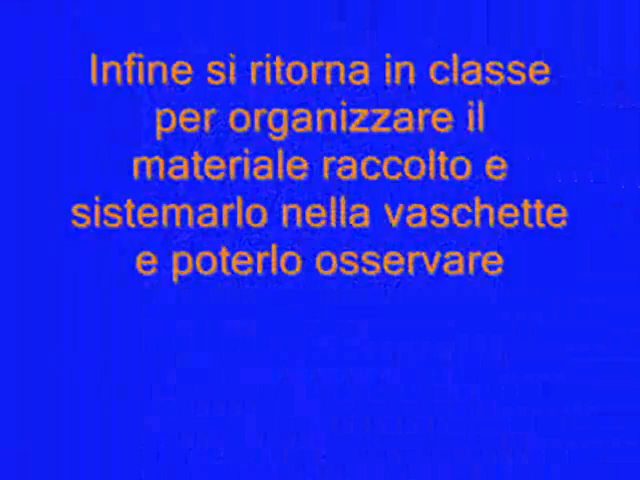 Infine si ritorna in classe
per organizzare il
materiale raccolto e
sistemarlo nella vaschette
e poterlo osservare